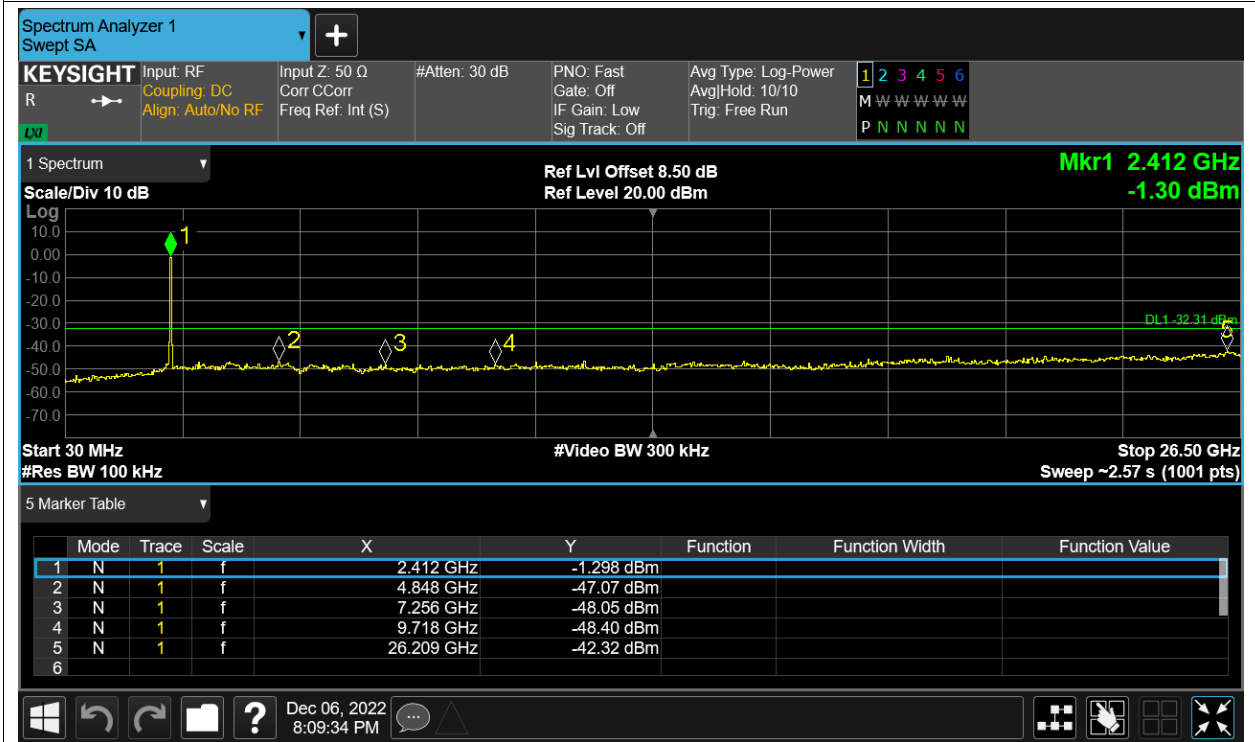 Spectrum Analyzer 1
Swept SA
+
KEYSIGHT
R
LXI
Input: RF
Coupling: DC
Align: Auto/No RF
Input Z: 50 Ω
Corr CCorr
Freq Ref: Int (S)
#Atten: 30 dB
PNO: Fast
Gate: Off
IF Gain: Low
Sig Track: Off
Avg Type: Log-Power
Avg|Hold: 10/10
Trig: Free Run
1 2 3 4 5 6
M W W W W W
P N N N N N
1 Spectrum
Scale/Div 10 dB
Ref Lvl Offset 8.50 dB
Ref Level 20.00 dBm
Mkr1 2.412 GHz
-1.30 dBm
Log
10.0
0.00
-10.0
-20.0
-30.0
-40.0
-50.0
-60.0
-70.0
1
2
3
4
5
DL1 -32.31 dBm
Start 30 MHz
#Video BW 300 kHz
Stop 26.50 GHz
#Res BW 100 kHz
Sweep ~2.57 s (1001 pts)
5 Marker Table
Mode Trace Scale X Y Function Function Width Function Value
1 N 1 f 2.412 GHz -1.298 dBm
2 N 1 f 4.848 GHz -47.07 dBm
3 N 1 f 7.256 GHz -48.05 dBm
4 N 1 f 9.718 GHz -48.40 dBm
5 N 1 f 26.209 GHz -42.32 dBm
6
?
Dec 06, 2022
8:09:34 PM